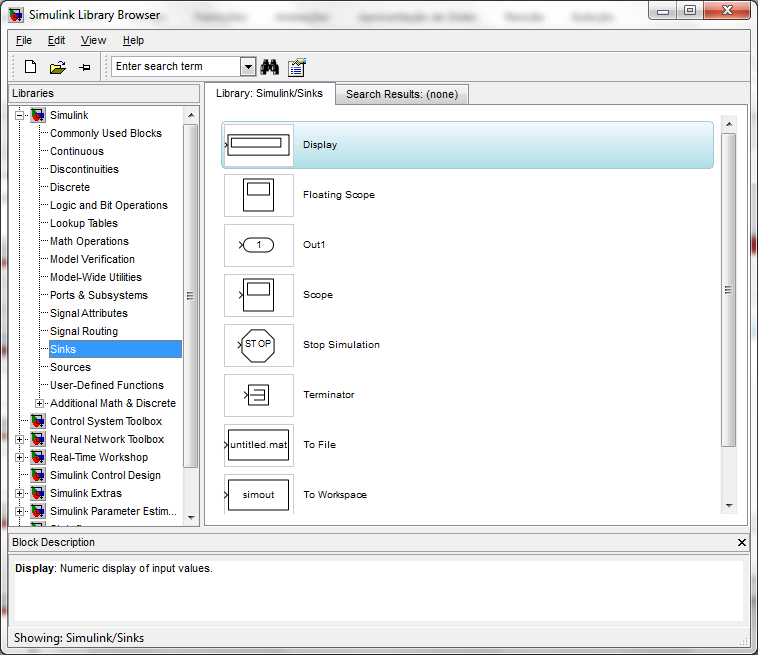 Simulink Library Browser
File Edit View Help
Enter search term
Libraries
Library: Simulink/Sinks
Search Results: (none)
Simulink
Commonly Used Blocks
Continuous
Discontinuities
Discrete
Logic and Bit Operations
Lookup Tables
Math Operations
Model Verification
Model-Wide Utilities
Ports & Subsystems
Signal Attributes
Signal Routing
Sinks
Sources
User-Defined Functions
Additional Math & Discrete
Control System Toolbox
Neural Network Toolbox
Real-Time Workshop
Simulink Control Design
Simulink Extras
Simulink Parameter Estim...
Display
Floating Scope
1 Out1
Scope
STOP Stop Simulation
Terminator
untitled.mat To File
simout To Workspace
Block Description
Display: Numeric display of input values.
Showing: Simulink/Sinks